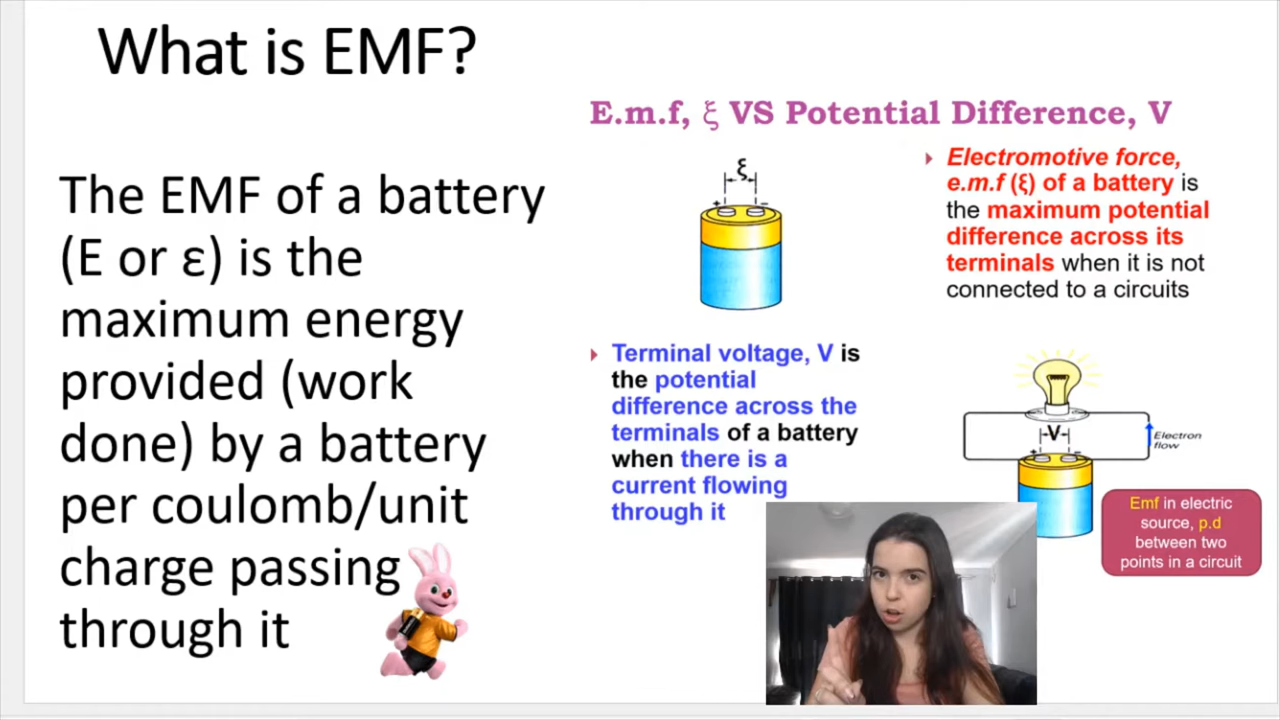 What is EMF?
The EMF of a battery
(E or ε) is the
maximum energy
provided (work
done) by a battery
per coulomb/unit
charge passing
through it
E.m.f, ξ VS Potential Difference, V
ξ
+ −
Electromotive force,
e.m.f (ξ) of a battery is
the maximum potential
difference across its
terminals when it is not
connected to a circuits
Terminal voltage, V is
the potential
difference across the
terminals of a battery
when there is a
current flowing
through it
V
+ −
Electron
flow
Emf in electric
source, p.d
between two
points in a circuit